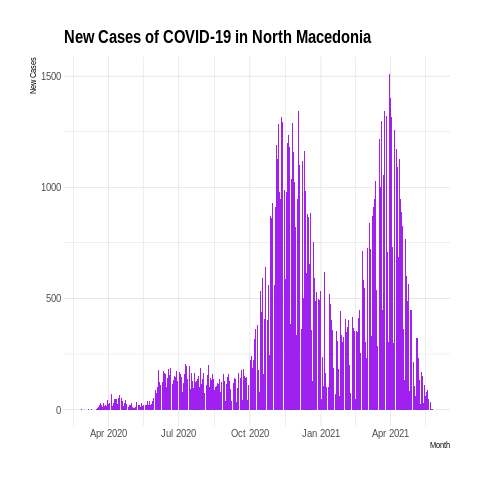 New Cases of COVID-19 in North Macedonia
New Cases
1500
1000
500
0
Apr 2020 Jul 2020 Oct 2020 Jan 2021 Apr 2021
Month